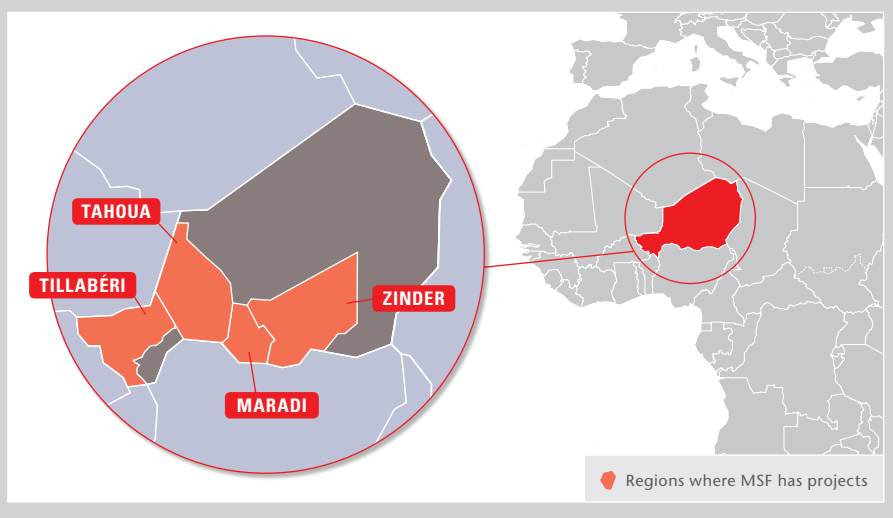 TAHOUA
TILLABÉRI
ZINDER
MARADI
Regions where MSF has projects